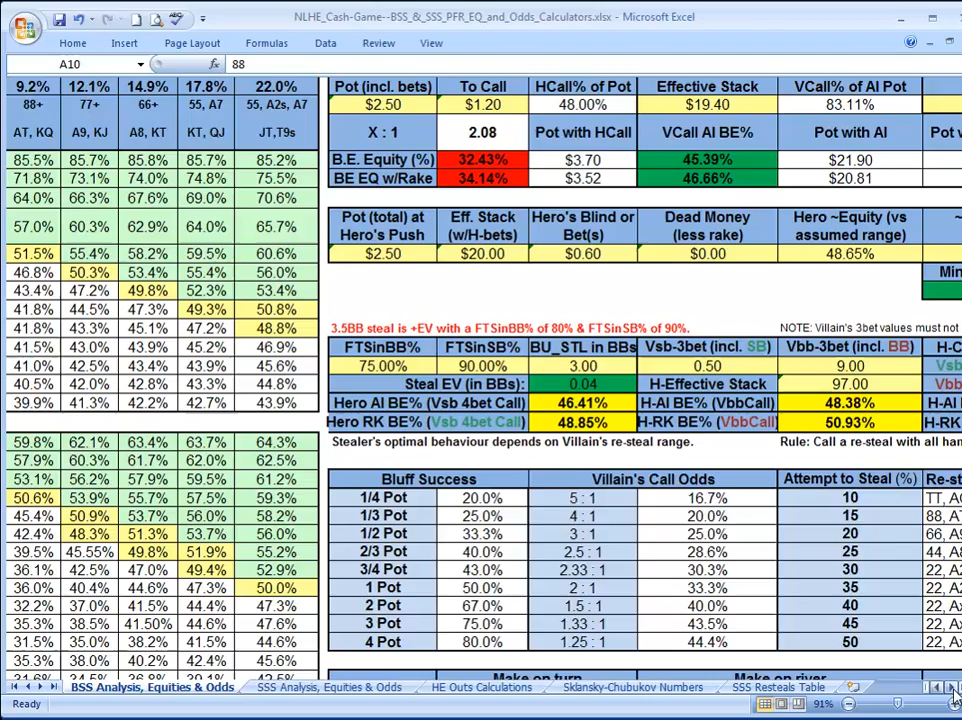 NLHE_Cash-Game--BSS_&_SSS_PFR_EQ_and_Odds_Calculators.xlsx - Microsoft Excel
Home Insert Page Layout Formulas Data Review View
A10 fx 88
9.2% 12.1% 14.9% 17.8% 22.0% Pot (incl. bets) To Call HCall% of Pot Effective Stack VCall% of AI Pot
88+ 77+ 66+ 55, A7 55, A2s, A7 $2.50 $1.20 48.00% $19.40 83.11%
AT, KQ A9, KJ A8, KT KT, QJ JT,T9s X : 1 2.08 Pot with HCall VCall AI BE% Pot with AI Pot w
85.5% 85.7% 85.8% 85.7% 85.2% B.E. Equity (%) 32.43% $3.70 45.39% $21.90
71.8% 73.1% 74.0% 74.8% 75.5% BE EQ w/Rake 34.14% $3.52 46.66% $20.81
64.0% 66.3% 67.6% 69.0% 70.6%
57.0% 60.3% 62.9% 64.0% 65.7% Pot (total) at Hero's Push Eff. Stack (w/H-bets) Hero's Blind or Bet(s) Dead Money (less rake) Hero ~Equity (vs assumed range) ~
51.5% 55.4% 58.2% 59.5% 60.6% $2.50 $20.00 $0.60 $0.00 48.65%
46.8% 50.3% 53.4% 55.4% 56.0% Min
43.4% 47.2% 49.8% 52.3% 53.4%
41.8% 44.5% 47.3% 49.3% 50.8%
41.8% 43.3% 45.1% 47.2% 48.8% 3.5BB steal is +EV with a FTSinBB% of 80% & FTSinSB% of 90%. NOTE: Villain's 3bet values must not
41.5% 43.0% 43.9% 45.2% 46.9% FTSinBB% FTSinSB% BU_STL in BBs Vsb-3bet (incl. SB) Vbb-3bet (incl. BB) H-C
41.0% 42.5% 43.4% 44.1% 45.6% 75.00% 90.00% 3.00 0.50 9.00 Vsb
40.5% 42.0% 42.8% 43.3% 44.8% Steal EV (in BBs): 0.04 H-Effective Stack 97.00 Vbb
39.9% 41.3% 42.2% 42.7% 43.9% Hero AI BE% (Vsb 4bet Call) 46.41% H-AI BE% (VbbCall) 48.38% H-AI
Hero RK BE% (Vsb 4bet Call) 48.85% H-RK BE% (VbbCall) 50.93% H-RK
59.8% 62.1% 63.4% 63.7% 64.3% Stealer's optimal behaviour depends on Villain's re-steal range. Rule: Call a re-steal with all han
57.9% 60.3% 61.7% 62.0% 62.5%
53.1% 56.2% 57.9% 59.5% 61.2% Bluff Success Villain's Call Odds Attempt to Steal (%) Re-st
50.6% 53.9% 55.7% 57.5% 59.3% 1/4 Pot 20.0% 5 : 1 16.7% 10
45.4% 50.9% 53.7% 56.0% 58.2% 1/3 Pot 25.0% 4 : 1 20.0% 15
42.4% 48.3% 51.3% 53.7% 56.0% 1/2 Pot 33.3% 3 : 1 25.0% 20
39.5% 45.55% 49.8% 51.9% 55.2% 2/3 Pot 40.0% 2.5 : 1 28.6% 25
36.1% 42.5% 47.0% 49.4% 52.9% 3/4 Pot 43.0% 2.33 : 1 30.3% 30
36.0% 40.4% 44.6% 47.3% 50.0% 1 Pot 50.0% 2 : 1 33.3% 35
32.2% 37.0% 41.5% 44.4% 47.3% 2 Pot 67.0% 1.5 : 1 40.0% 40
35.3% 38.5% 41.50% 44.6% 47.6% 3 Pot 75.0% 1.33 : 1 43.5% 45
31.5% 35.0% 38.2% 41.5% 44.6% 4 Pot 80.0% 1.25 : 1 44.4% 50
35.3% 38.0% 40.2% 42.4% 45.6%
Make on turn Make on river
BSS Analysis, Equities & Odds SSS Analysis, Equities & Odds HE Outs Calculations Sklansky-Chubukov Numbers SSS Resteals Table
Ready 91%